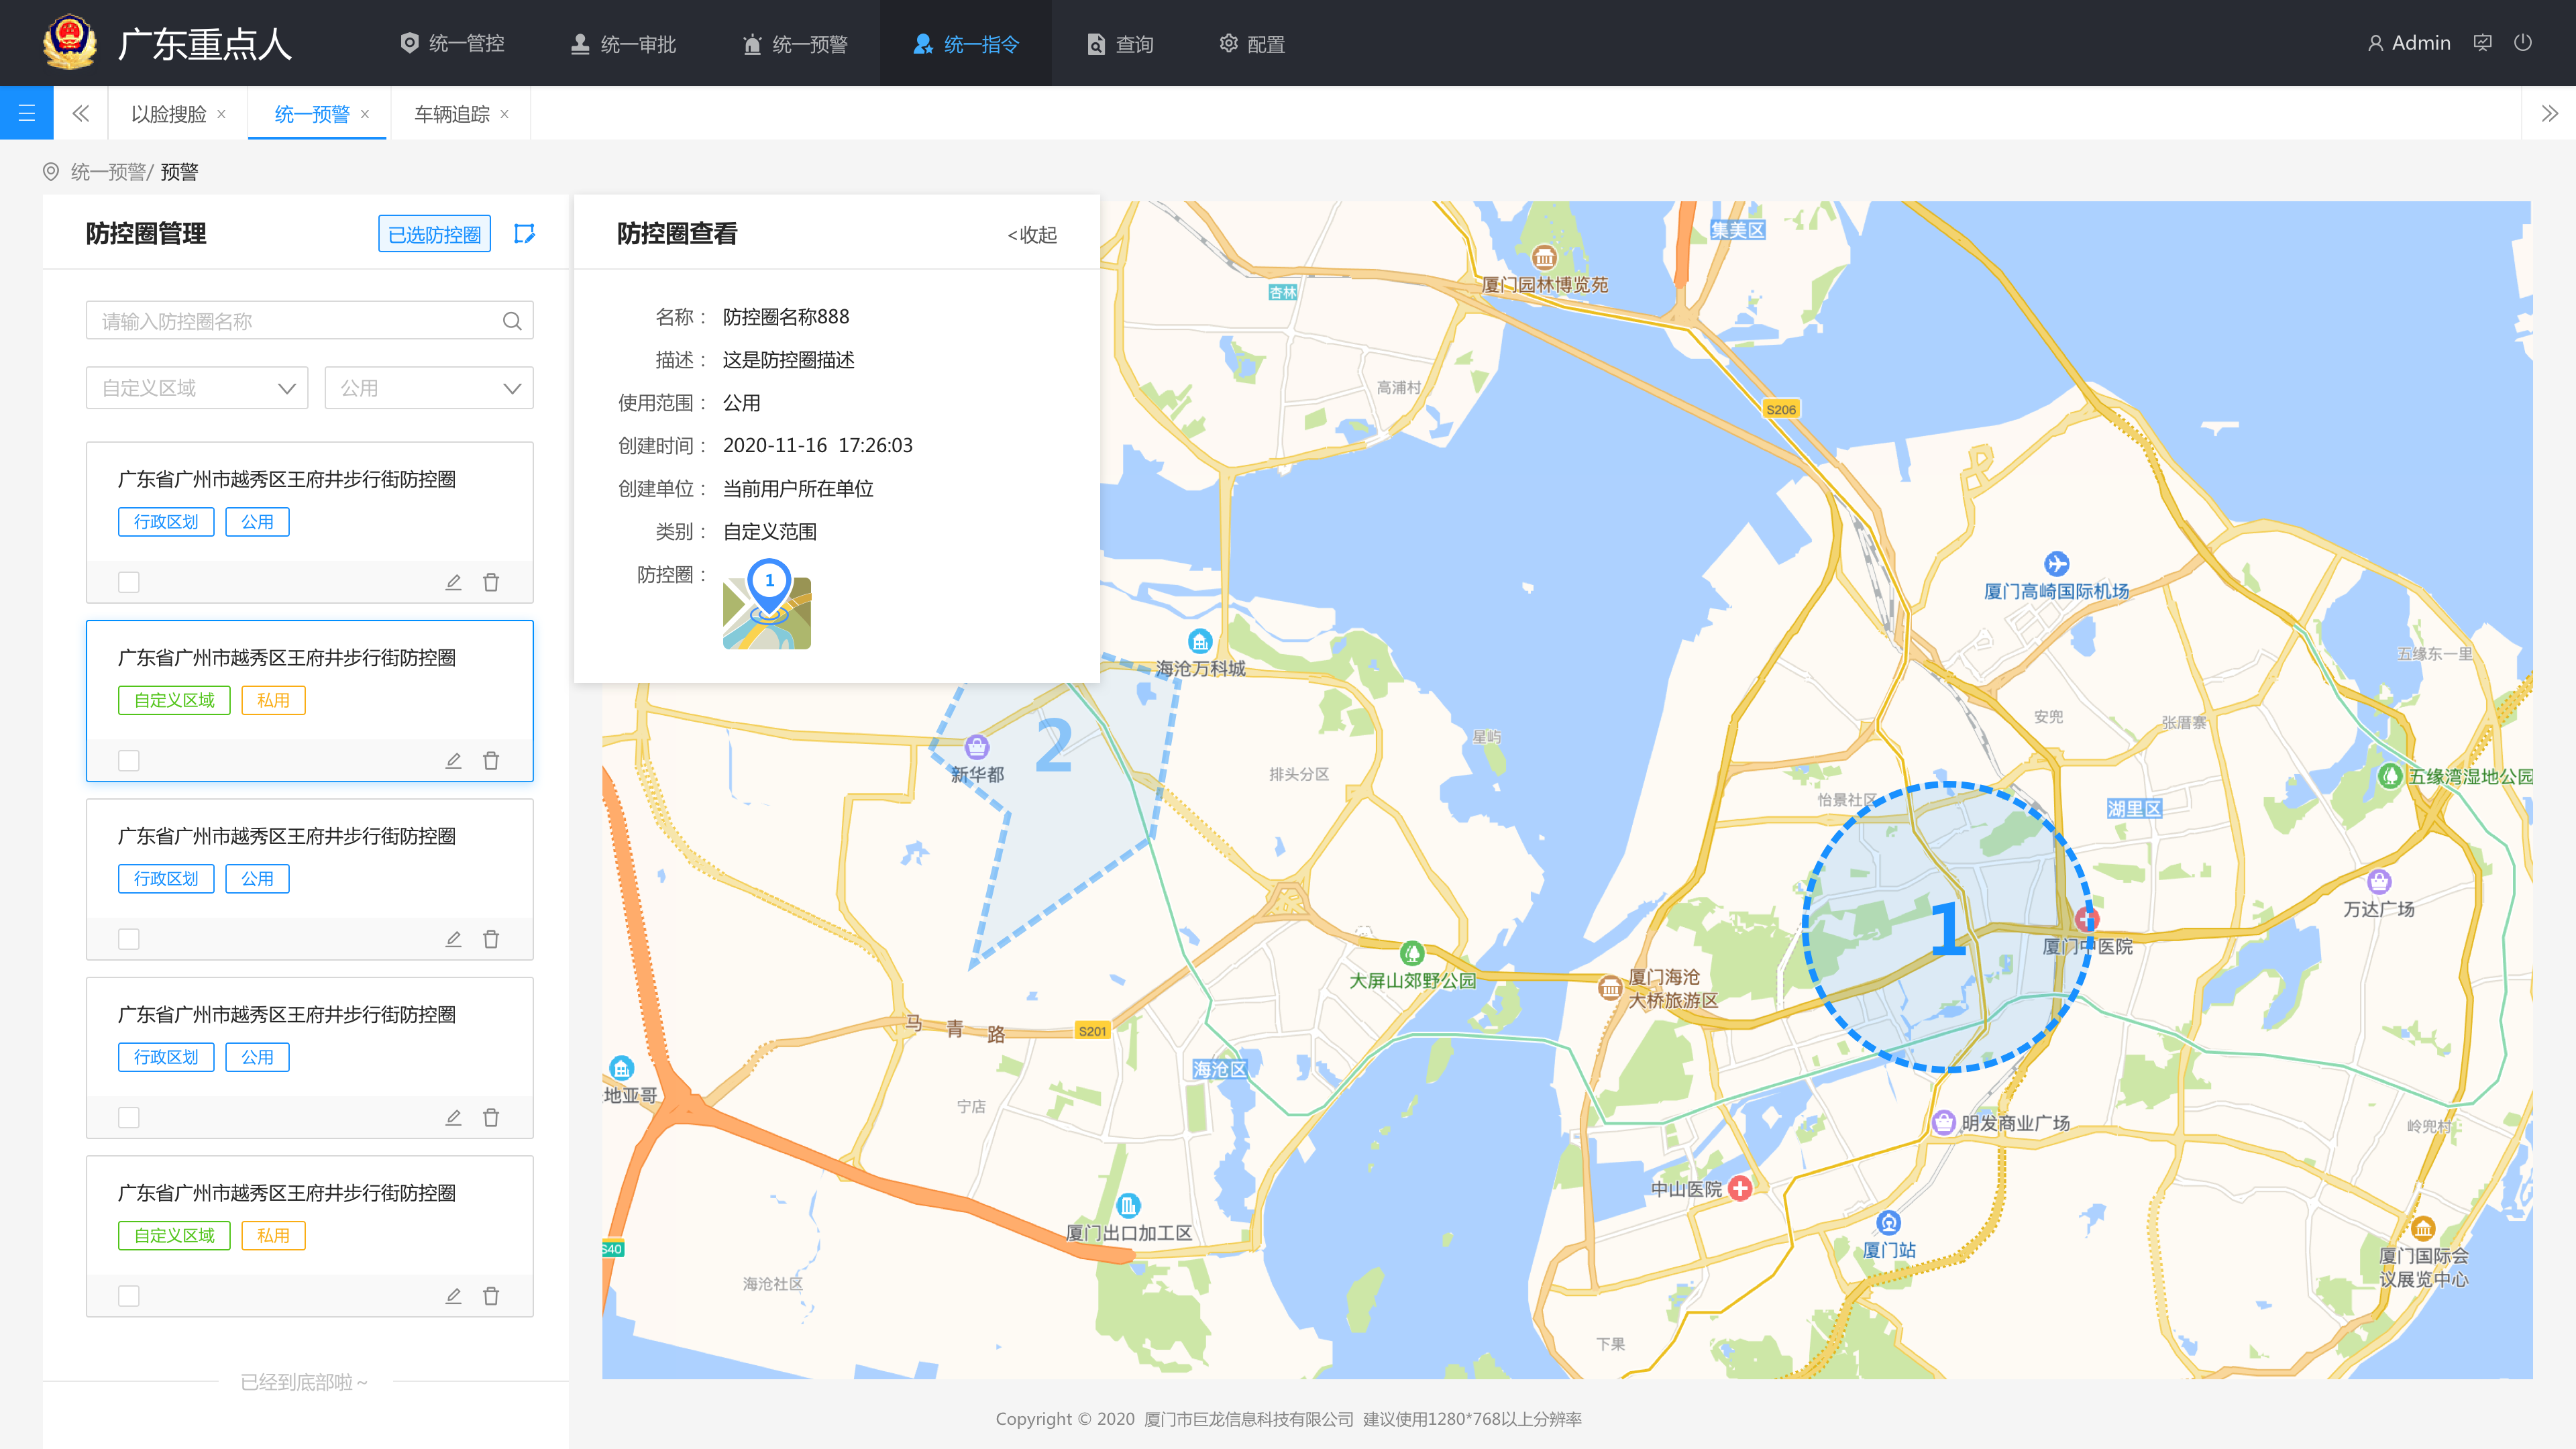 广东重点人
统一管控
统一审批
统一预警
统一指令
查询
配置
Admin
以脸搜脸 ×
统一预警 ×
车辆追踪 ×
统一预警/ 预警
防控圈管理
已选防控圈
请输入防控圈名称
自定义区域
公用
广东省广州市越秀区王府井步行街防控圈
行政区划
公用
广东省广州市越秀区王府井步行街防控圈
自定义区域
私用
广东省广州市越秀区王府井步行街防控圈
行政区划
公用
广东省广州市越秀区王府井步行街防控圈
行政区划
公用
广东省广州市越秀区王府井步行街防控圈
自定义区域
私用
已经到底部啦~
防控圈查看
<收起
名称： 防控圈名称888
描述： 这是防控圈描述
使用范围： 公用
创建时间： 2020-11-16 17:26:03
创建单位： 当前用户所在单位
类别： 自定义范围
防控圈：
1
集美区
厦门园林博览苑
杏林
高浦村
S206
厦门高崎国际机场
海沧万科城
五缘东一里
安兜
张厝寨
星屿
2
新华都
排头分区
五缘湾湿地公园
怡景社区
湖里区
万达广场
1
厦门中医院
大屏山郊野公园
厦门海沧
大桥旅游区
马青路
S201
海沧区
地亚哥
宁店
明发商业广场
岭兜村
中山医院
厦门出口加工区
厦门站
S40
厦门国际会
议展览中心
海沧社区
下果
Copyright © 2020 厦门市巨龙信息科技有限公司 建议使用1280*768以上分辨率